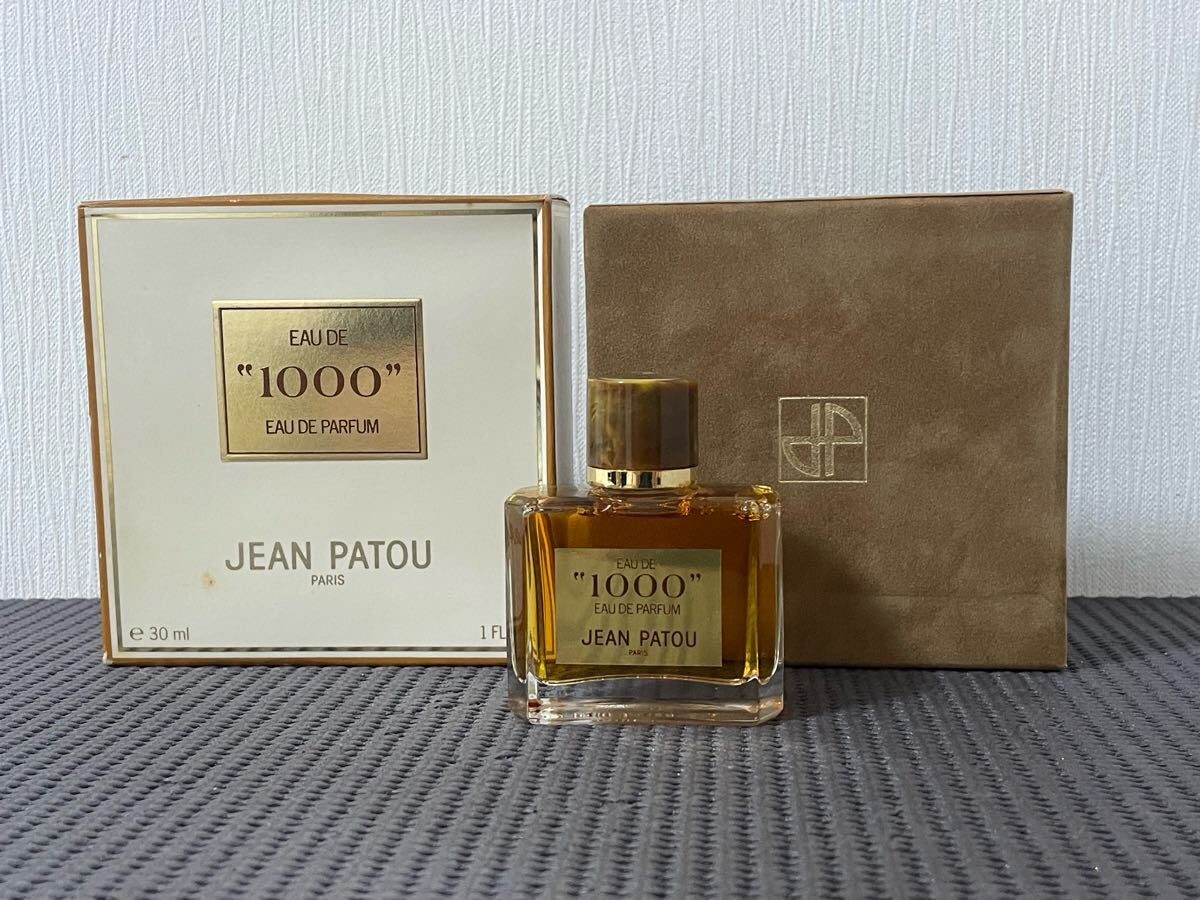 EAU DE
“1000”
EAU DE PARFUM
JEAN PATOU
PARIS
e 30 ml
1 FL
EAU DE
"1000"
EAU DE PARFUM
JEAN PATOU
PARIS
JP